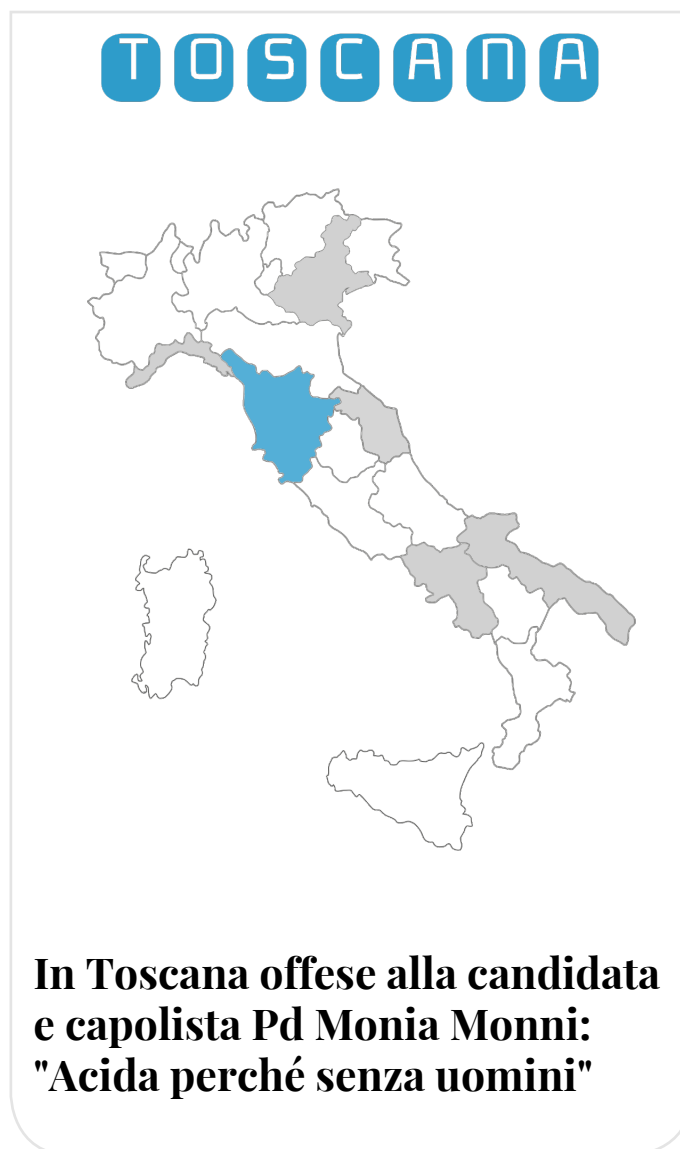 TOSCANA
In Toscana offese alla candidata
e capolista Pd Monia Monni:
"Acida perché senza uomini"